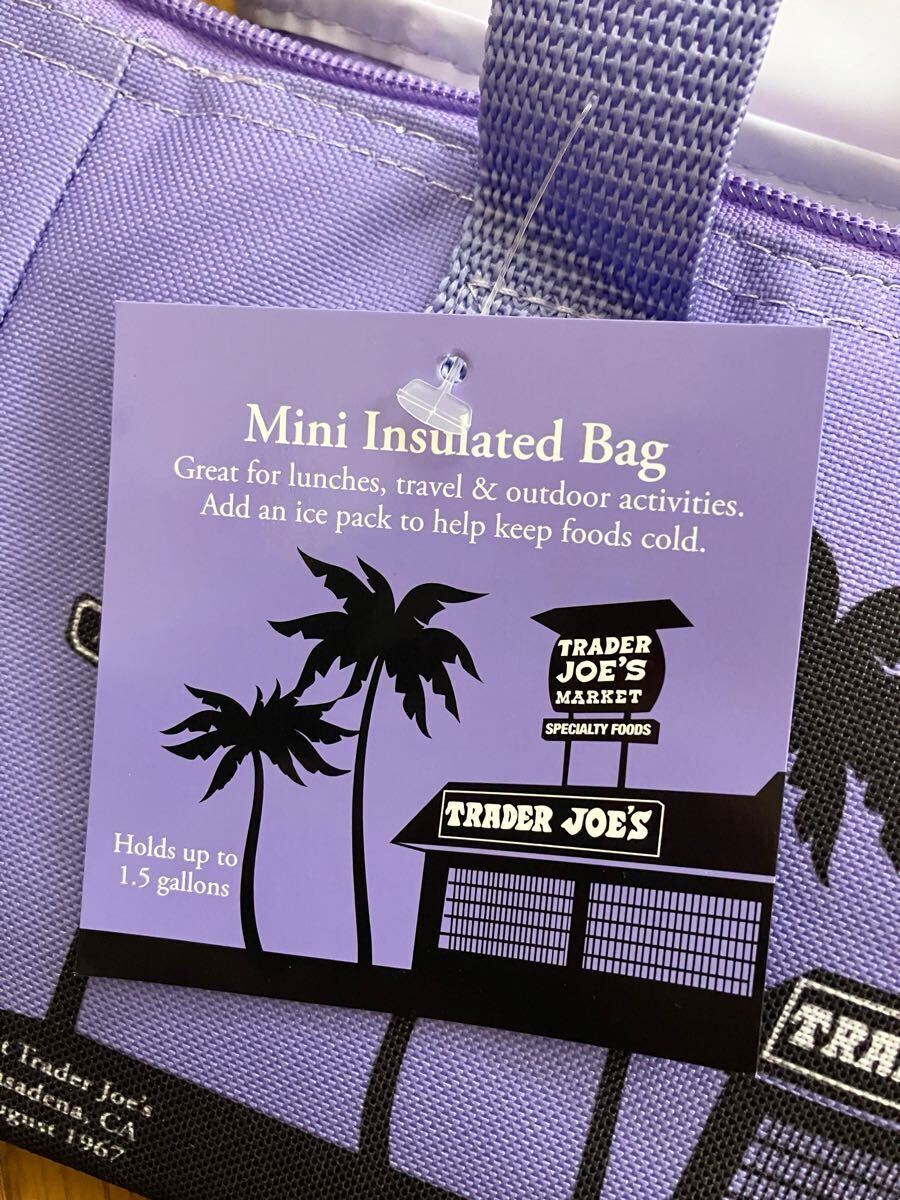 Mini Insulated Bag
Great for lunches, travel & outdoor activities.
Add an ice pack to help keep foods cold.
TRADER
JOE'S
MARKET
SPECIALTY FOODS
TRADER JOE'S
Holds up to
1.5 gallons
Trader Joe's
CA
1967